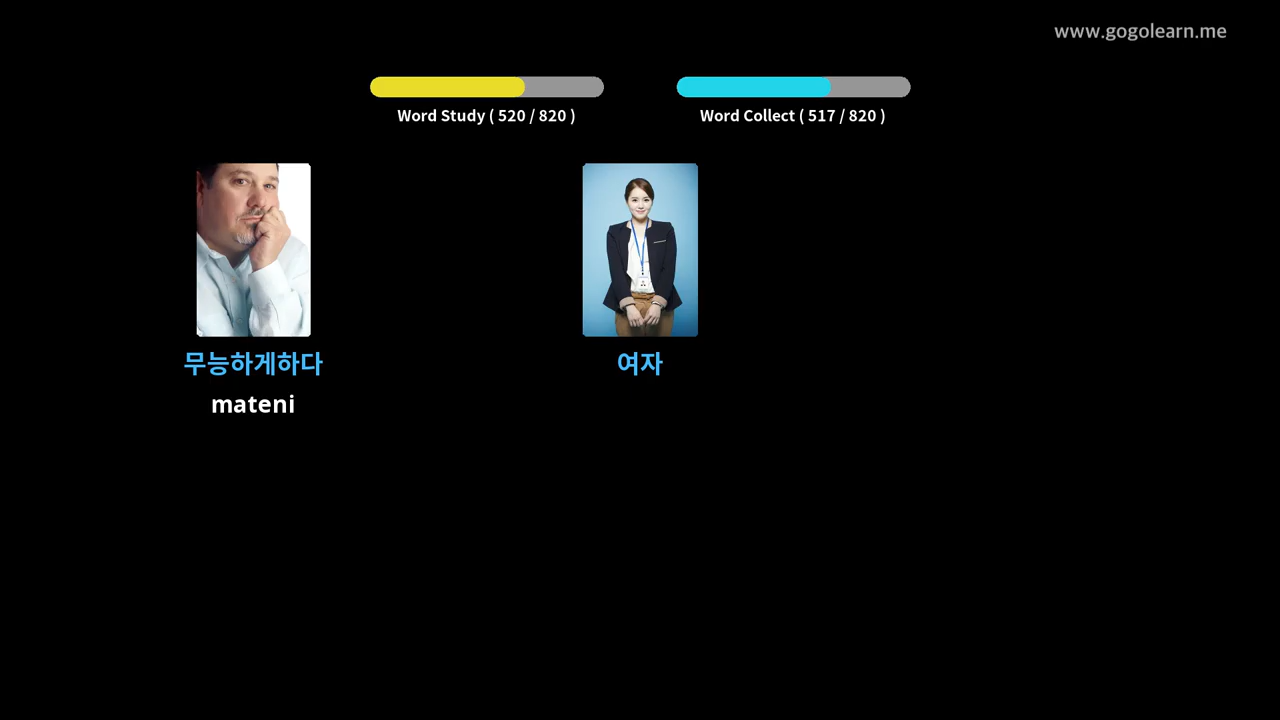 www.gogolearn.me
Word Study ( 520 / 820 )
Word Collect ( 517 / 820 )
무능하게하다
여자
mateni